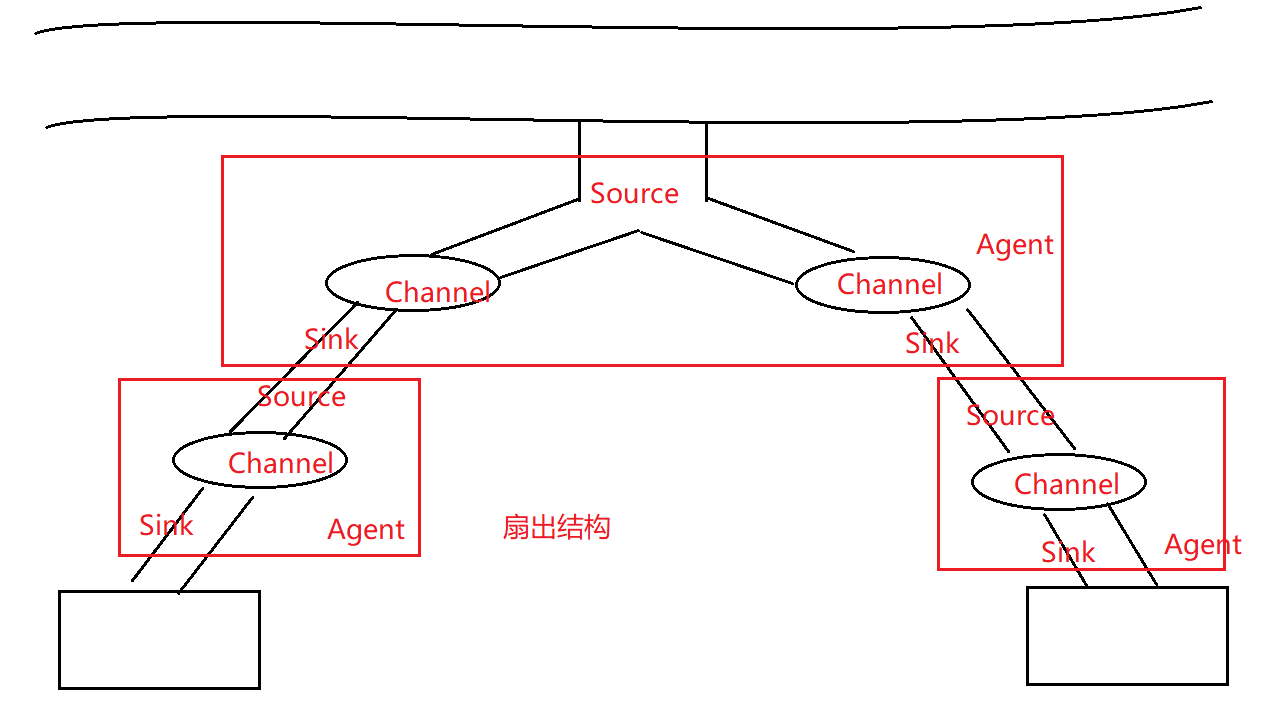 Source
Agent
Channel
Channel
Sink
Sink
Source
Source
Channel
Channel
Sink
Agent
扇出结构
Sink
Agent